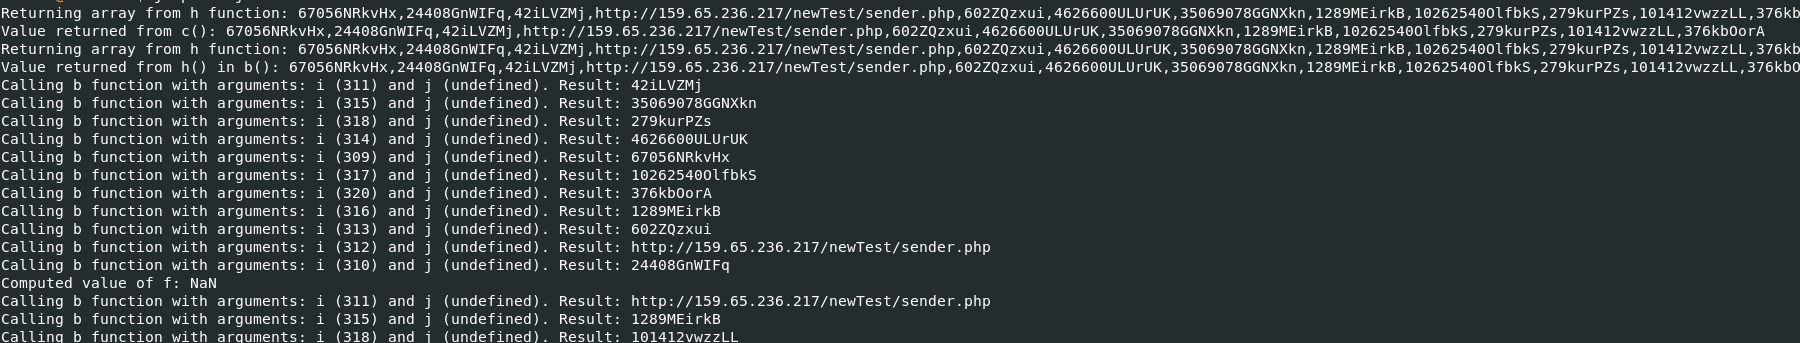 Returning array from h function: 67056NRkvHx,24408GnWIFq,42iLVZMj,http://159.65.236.217/newTest/sender.php,602ZQzxui,4626600ULUrUK,35069078GGNXkn,1289MEirkB,10262540OlfbkS,279kurPZs,101412vwzzLL,376kb
Value returned from c(): 67056NRkvHx,24408GnWIFq,42iLVZMj,http://159.65.236.217/newTest/sender.php,602ZQzxui,4626600ULUrUK,35069078GGNXkn,1289MEirkB,10262540OlfbkS,279kurPZs,101412vwzzLL,376kbOorA
Returning array from h function: 67056NRkvHx,24408GnWIFq,42iLVZMj,http://159.65.236.217/newTest/sender.php,602ZQzxui,4626600ULUrUK,35069078GGNXkn,1289MEirkB,10262540OlfbkS,279kurPZs,101412vwzzLL,376kb
Value returned from h() in b(): 67056NRkvHx,24408GnWIFq,42iLVZMj,http://159.65.236.217/newTest/sender.php,602ZQzxui,4626600ULUrUK,35069078GGNXkn,1289MEirkB,10262540OlfbkS,279kurPZs,101412vwzzLL,376kbO
Calling b function with arguments: i (311) and j (undefined). Result: 42iLVZMj
Calling b function with arguments: i (315) and j (undefined). Result: 35069078GGNXkn
Calling b function with arguments: i (318) and j (undefined). Result: 279kurPZs
Calling b function with arguments: i (314) and j (undefined). Result: 4626600ULUrUK
Calling b function with arguments: i (309) and j (undefined). Result: 67056NRkvHx
Calling b function with arguments: i (317) and j (undefined). Result: 10262540OlfbkS
Calling b function with arguments: i (320) and j (undefined). Result: 376kbOorA
Calling b function with arguments: i (316) and j (undefined). Result: 1289MEirkB
Calling b function with arguments: i (313) and j (undefined). Result: 602ZQzxui
Calling b function with arguments: i (312) and j (undefined). Result: http://159.65.236.217/newTest/sender.php
Calling b function with arguments: i (310) and j (undefined). Result: 24408GnWIFq
Computed value of f: NaN
Calling b function with arguments: i (311) and j (undefined). Result: http://159.65.236.217/newTest/sender.php
Calling b function with arguments: i (315) and j (undefined). Result: 1289MEirkB
Calling b function with arguments: i (318) and j (undefined). Result: 101412vwzzLL